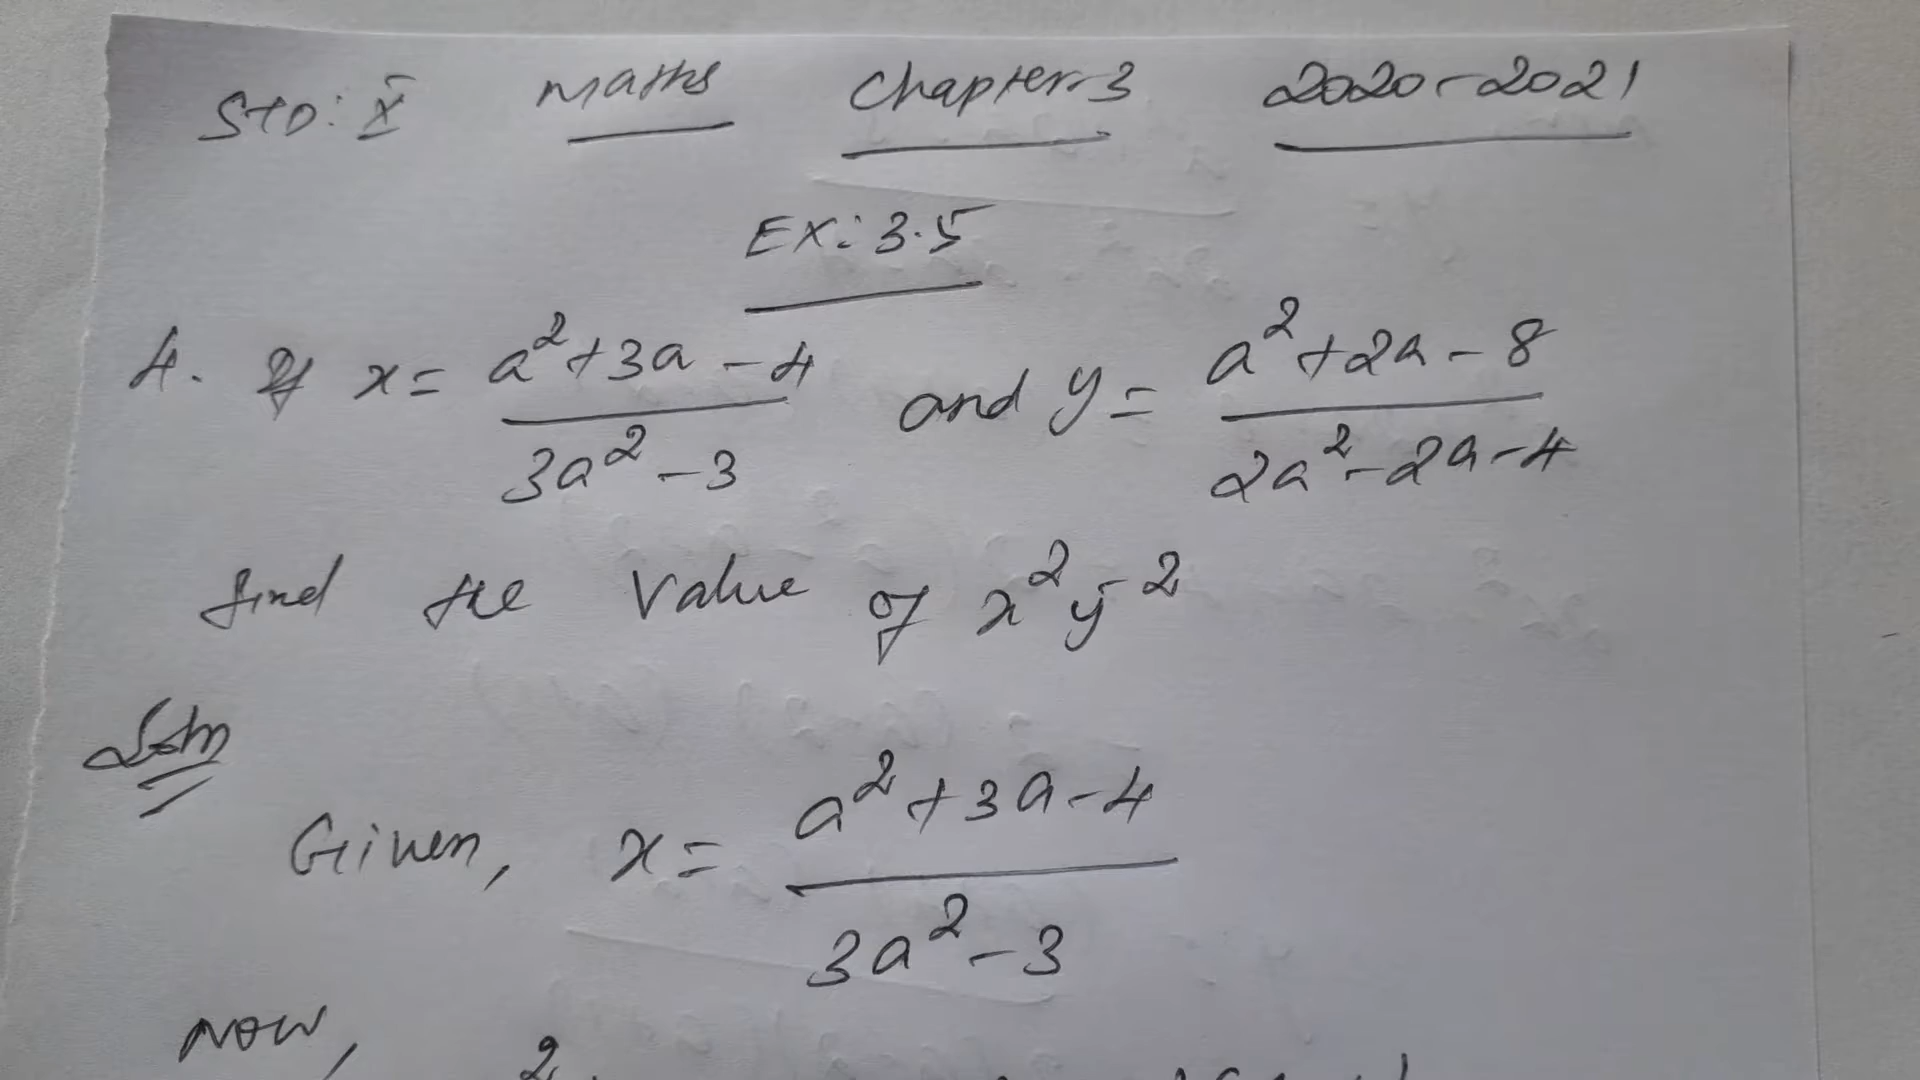 STD: X Maths Chapter-3 2020-2021
EX: 3.5
4. If x = a²+3a-4 / 3a²-3 and y = a²+2a-8 / 2a²-2a-4
find the value of x²y⁻²
Soln
Given, x = a²+3a-4 / 3a²-3
Now,